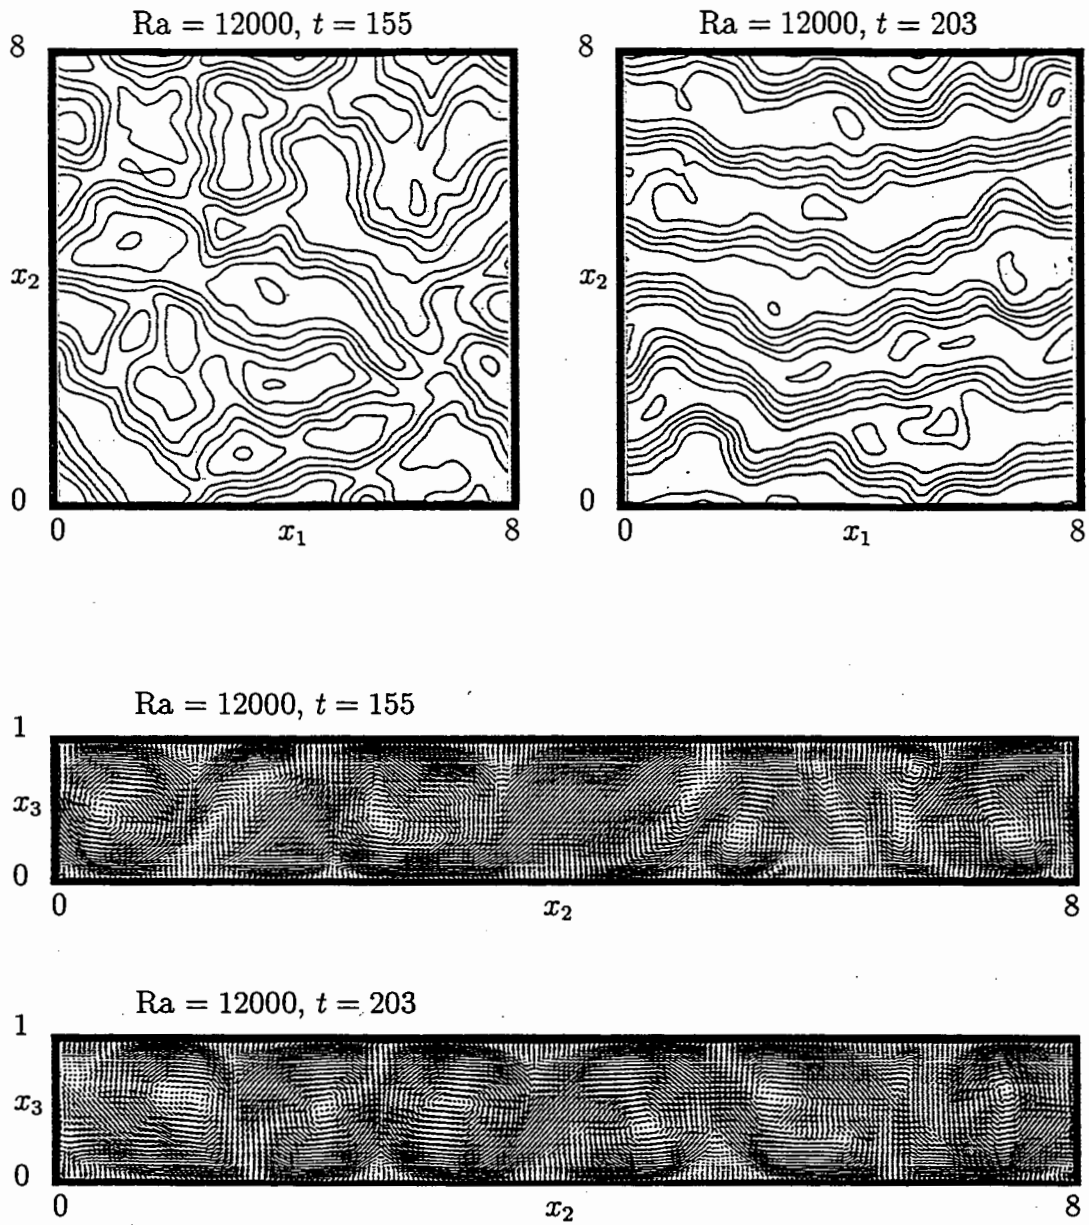 Ra = 12000, t = 155
Ra = 12000, t = 203
8
8
x₂
x₂
0
0
0 x₁ 8
0 x₁ 8
Ra = 12000, t = 155
1
x₃
0
0 x₂ 8
Ra = 12000, t = 203
1
x₃
0
0 x₂ 8